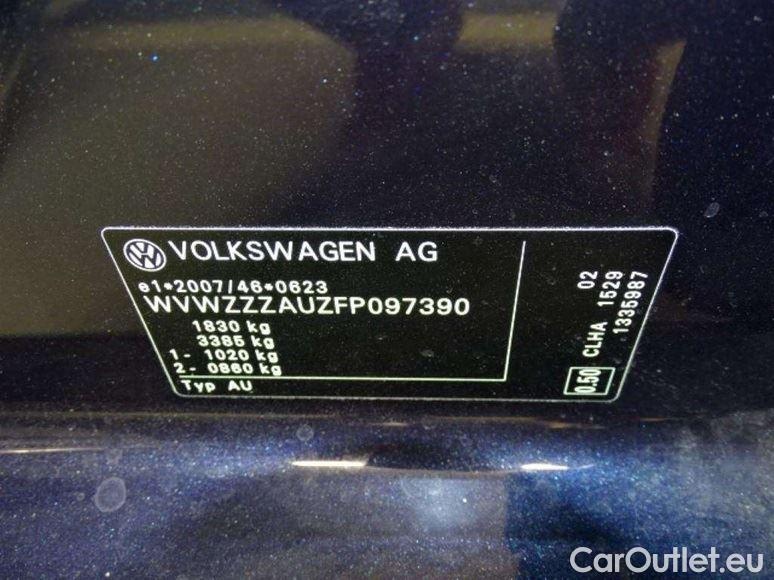 VOLKSWAGEN AG
e1*2007/46*0623
WVWZZZAUZFP097390
1830 kg
3385 kg
1- 1020 kg
2- 0860 kg
Typ AU
02
CLHA 1529
1335987
0.50
CarOutlet.eu